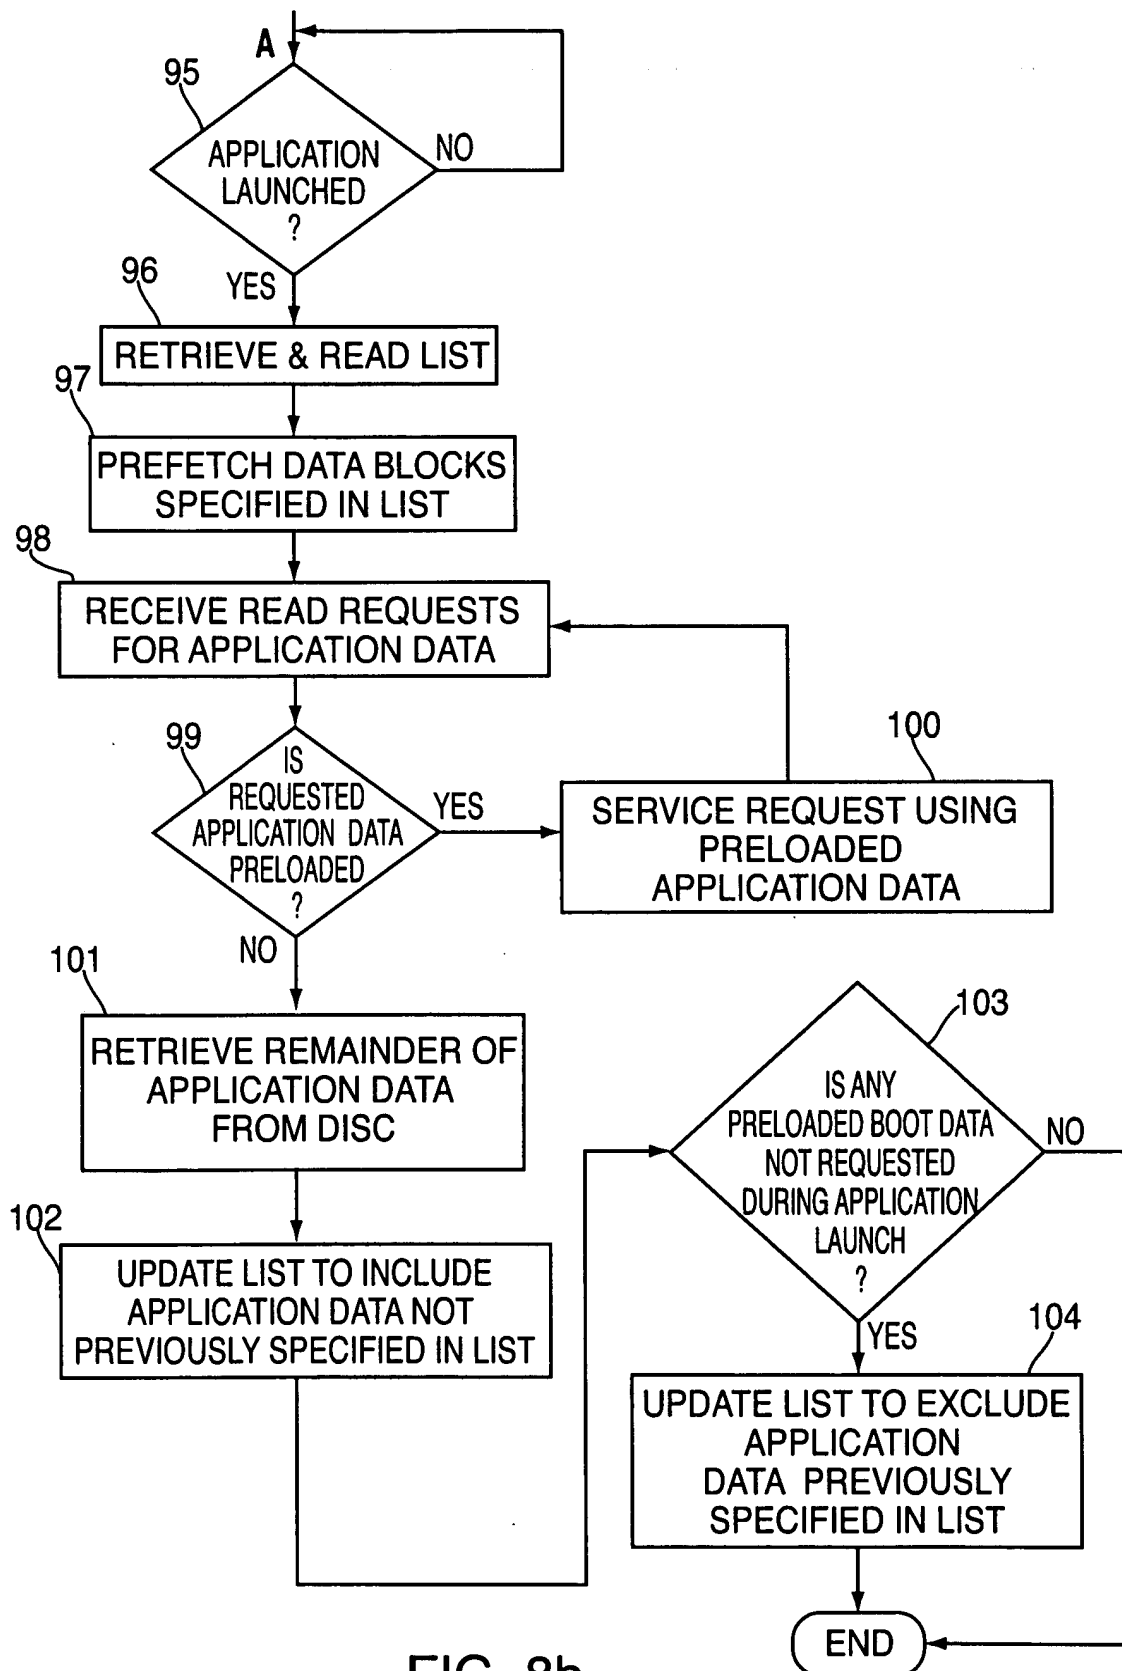 A
95
APPLICATION
LAUNCHED
?
NO
YES
96
RETRIEVE & READ LIST
97
PREFETCH DATA BLOCKS
SPECIFIED IN LIST
98
RECEIVE READ REQUESTS
FOR APPLICATION DATA
99
IS
REQUESTED
APPLICATION DATA
PRELOADED
?
YES
NO
100
SERVICE REQUEST USING
PRELOADED
APPLICATION DATA
101
RETRIEVE REMAINDER OF
APPLICATION DATA
FROM DISC
102
UPDATE LIST TO INCLUDE
APPLICATION DATA NOT
PREVIOUSLY SPECIFIED IN LIST
103
IS ANY
PRELOADED BOOT DATA
NOT REQUESTED
DURING APPLICATION
LAUNCH
?
NO
YES
104
UPDATE LIST TO EXCLUDE
APPLICATION
DATA PREVIOUSLY
SPECIFIED IN LIST
END
FIG. 8b